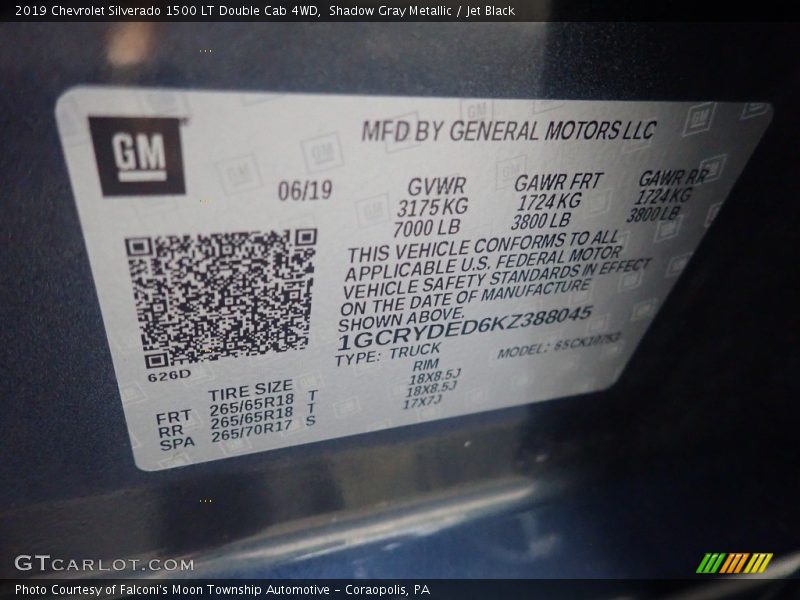 2019 Chevrolet Silverado 1500 LT Double Cab 4WD, Shadow Gray Metallic / Jet Black
GM
MFD BY GENERAL MOTORS LLC
06/19
GVWR GAWR FRT GAWR RR
3175 KG 1724 KG 1724 KG
7000 LB 3800 LB 3800 LB
THIS VEHICLE CONFORMS TO ALL
APPLICABLE U.S. FEDERAL MOTOR
VEHICLE SAFETY STANDARDS IN EFFECT
ON THE DATE OF MANUFACTURE
SHOWN ABOVE.
1GCRYDED6KZ388045
TYPE: TRUCK MODEL:
626D
TIRE SIZE RIM
FRT 265/65R18 T 18X8.5J
RR 265/65R18 T 18X8.5J
SPA 265/70R17 S 17X7J
GTCARLOT.COM
Photo Courtesy of Falconi's Moon Township Automotive - Coraopolis, PA